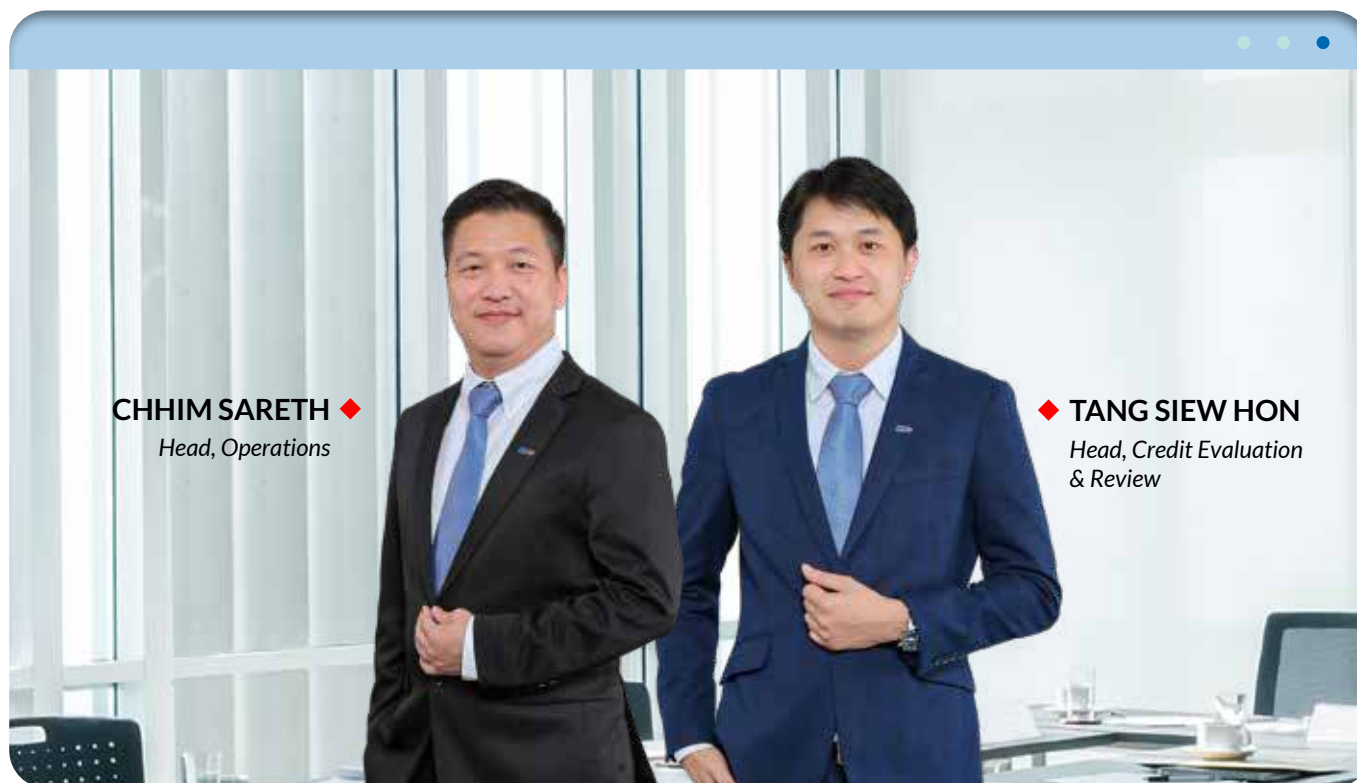 CHHIM SARETH
Head, Operations
TANG SIEW HON
Head, Credit Evaluation
& Review